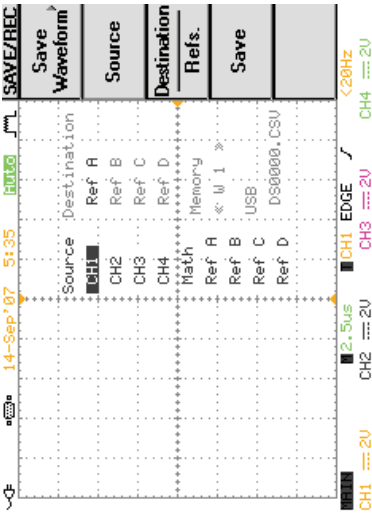 14-Sep'07 5:35 Auto SAVE/REC
Save
Waveform
Source
Destination
Refs.
Save
Source Destination
CH1 Ref A
CH2 Ref B
CH3 Ref C
CH4 Ref D
Math Memory
Ref A « W 1 »
Ref B
Ref C USB
Ref D DS0000.CSV
MAIN M 2.5us CH1 EDGE <20Hz
CH1 2V CH2 2V CH3 2V CH4 2V